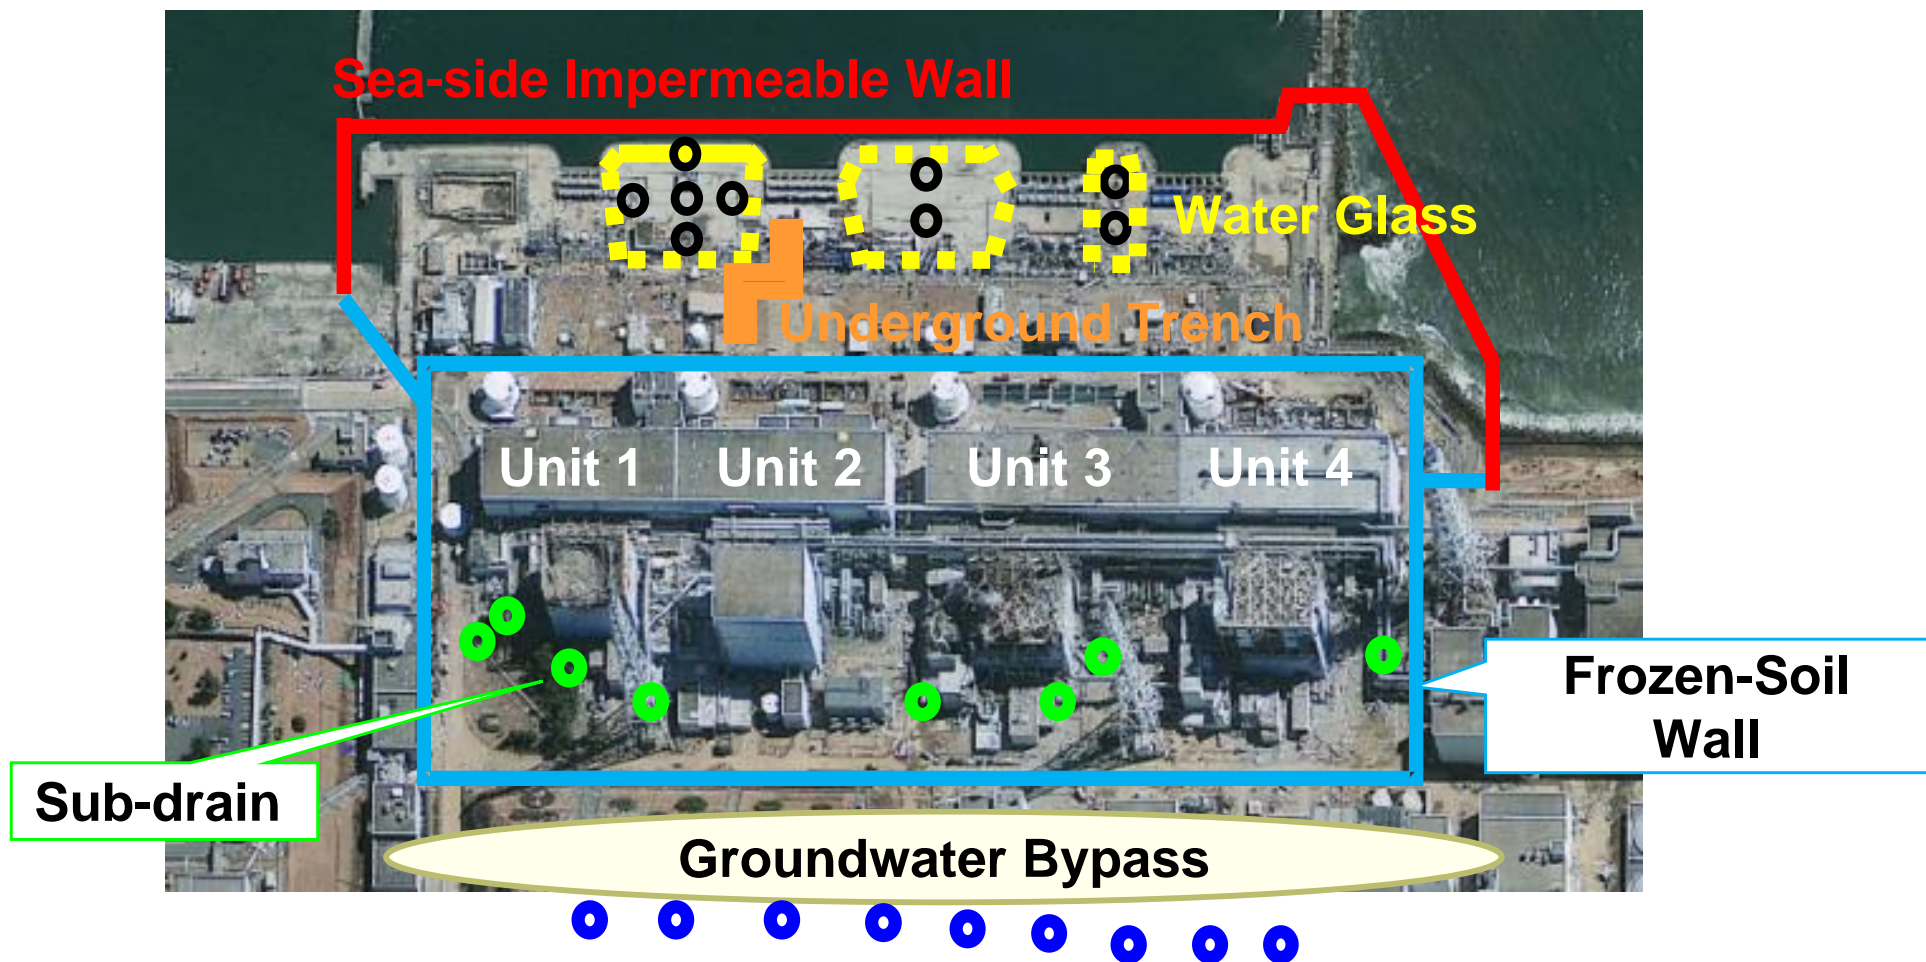 Sea-side Impermeable Wall
Water Glass
Underground Trench
Unit 1
Unit 2
Unit 3
Unit 4
Frozen-Soil
Wall
Sub-drain
Groundwater Bypass